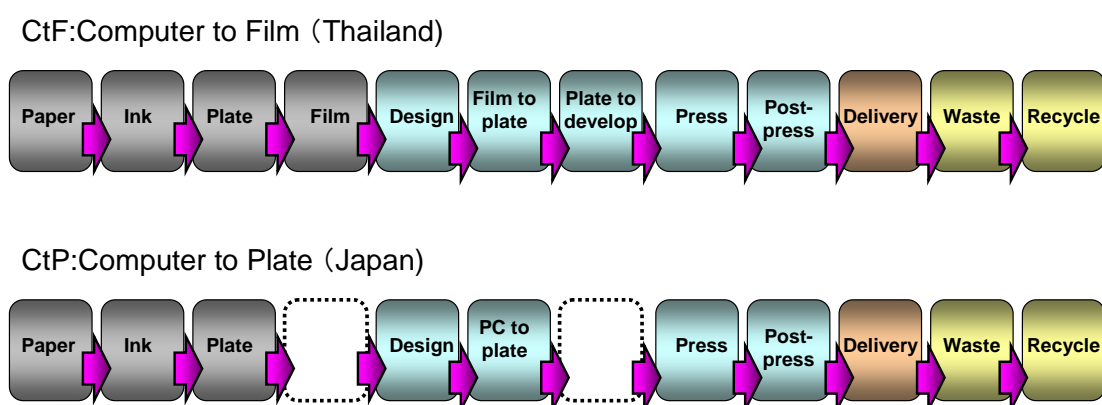 CtF:Computer to Film（Thailand)
Paper
Ink
Plate
Film
Design
Film to
plate
Plate to
develop
Press
Post-
press
Delivery
Waste
Recycle
CtP:Computer to Plate（Japan)
Paper
Ink
Plate
Design
PC to
plate
Press
Post-
press
Delivery
Waste
Recycle